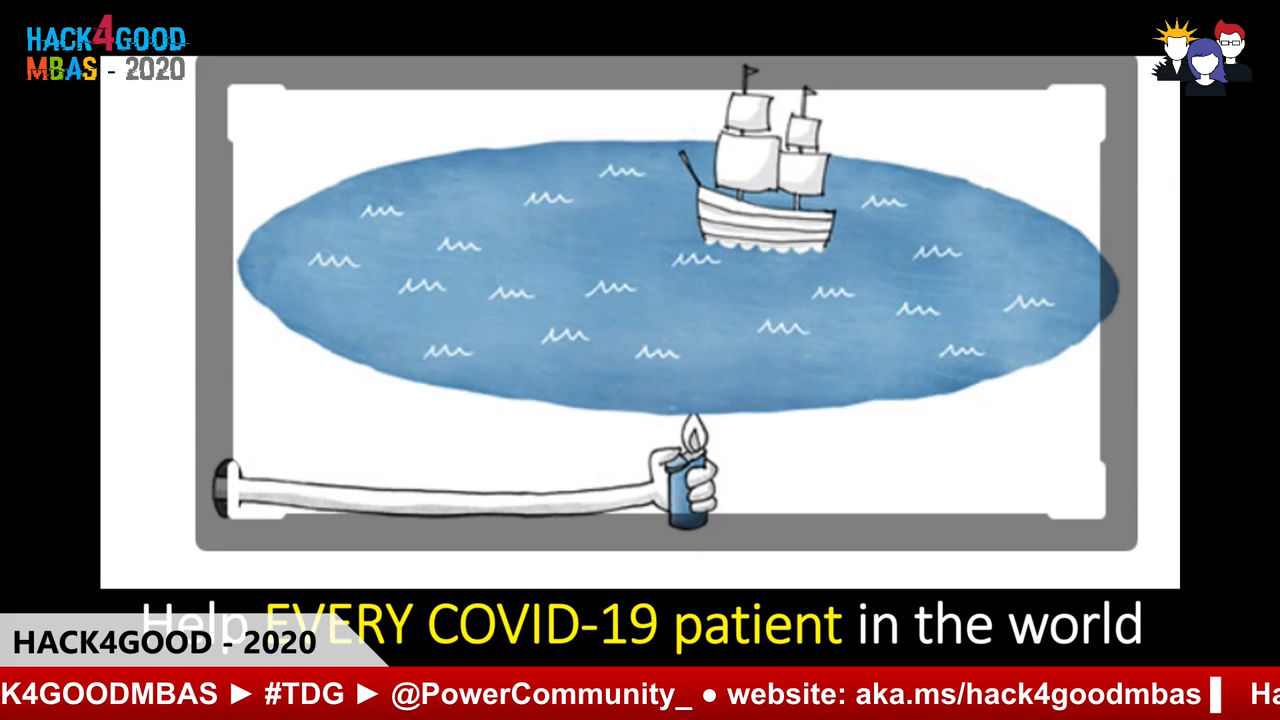 HACK4GOOD
MBAS - 2020
Help EVERY COVID-19 patient in the world
HACK4GOOD - 2020
K4GOODMBAS ► #TDG ► @PowerCommunity_ ● website: aka.ms/hack4goodmbas ▌ Ha